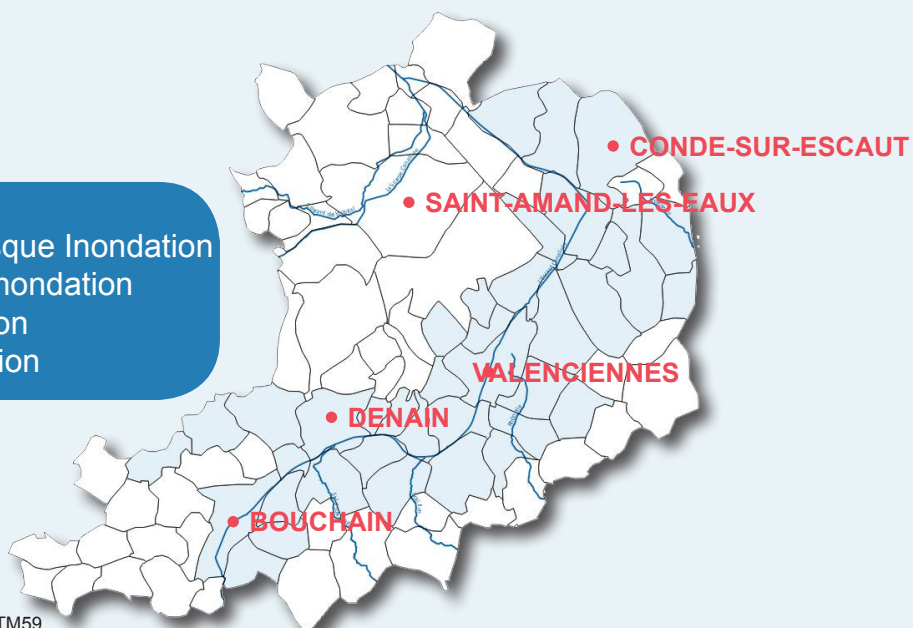 CONDE-SUR-ESCAUT
SAINT-AMAND-LES-EAUX
que Inondation
nondation
on
ion
VALENCIENNES
DENAIN
BOUCHAIN
TM59